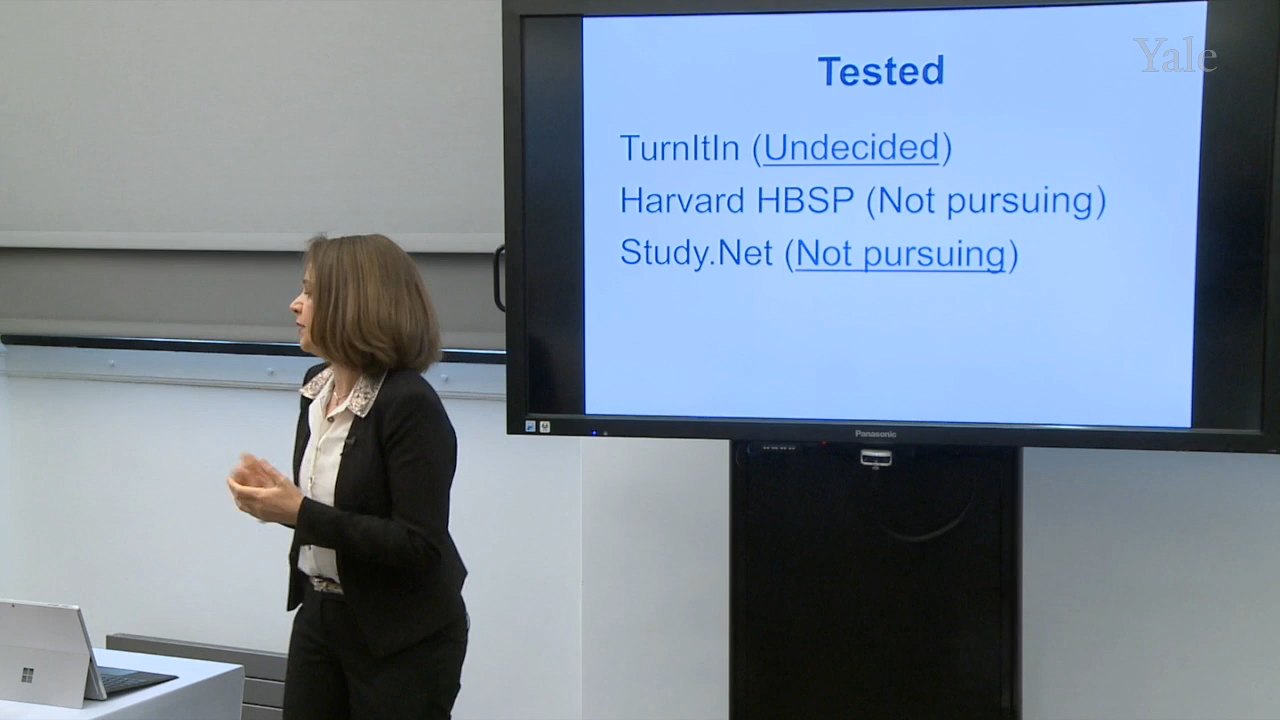 Yale
Tested
TurnItIn (Undecided)
Harvard HBSP (Not pursuing)
Study.Net (Not pursuing)
Panasonic